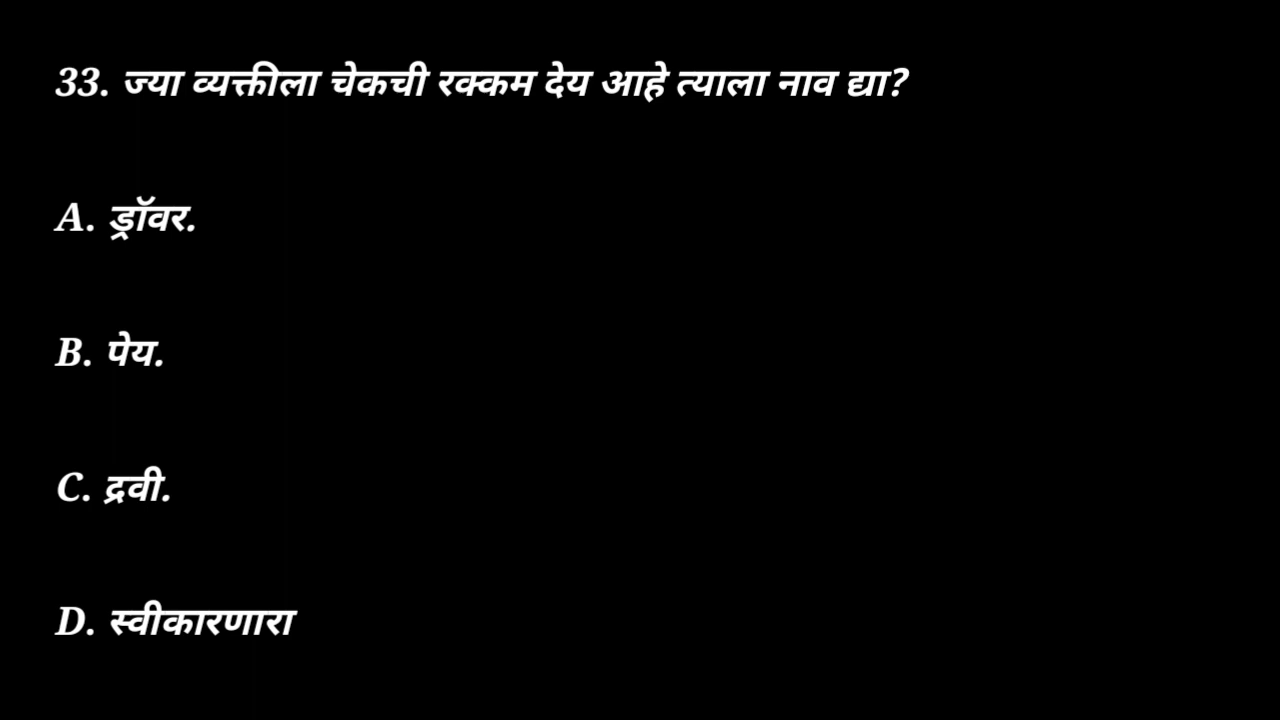 33. ज्या व्यक्तीला चेकची रक्कम देय आहे त्याला नाव द्या?
A. ड्रॉवर.
B. पेय.
C. द्रवी.
D. स्वीकारणारा